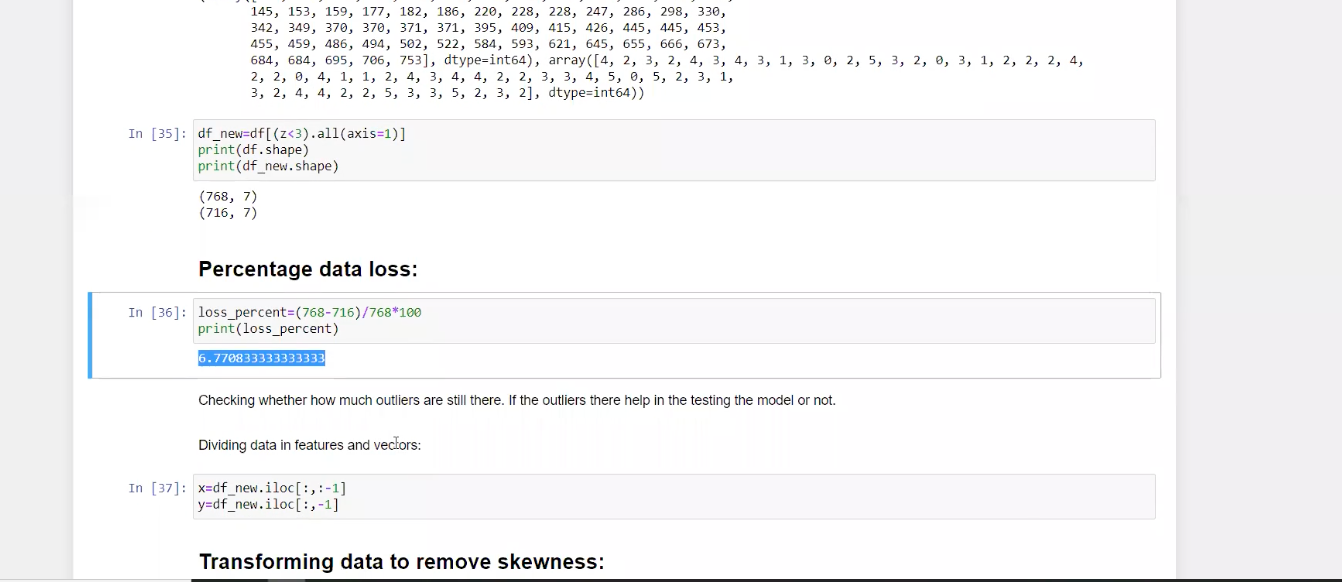 145, 153, 159, 177, 182, 186, 220, 228, 228, 247, 286, 298, 330,
342, 349, 370, 370, 371, 371, 395, 409, 415, 426, 445, 445, 453,
455, 459, 486, 494, 502, 522, 584, 593, 621, 645, 655, 666, 673,
684, 684, 695, 706, 753], dtype=int64), array([4, 2, 3, 2, 4, 3, 4, 3, 1, 3, 0, 2, 5, 3, 2, 0, 3, 1, 2, 2, 2, 4,
2, 2, 0, 4, 1, 1, 2, 4, 3, 4, 4, 2, 2, 3, 3, 4, 5, 0, 5, 2, 3, 1,
3, 2, 4, 4, 2, 2, 5, 3, 3, 5, 2, 3, 2], dtype=int64))
In [35]: df_new=df[(z<3).all(axis=1)]
print(df.shape)
print(df_new.shape)
(768, 7)
(716, 7)
Percentage data loss:
In [36]: loss_percent=(768-716)/768*100
print(loss_percent)
6.770833333333333
Checking whether how much outliers are still there. If the outliers there help in the testing the model or not.
Dividing data in features and vectors:
In [37]: x=df_new.iloc[:,:-1]
y=df_new.iloc[:,-1]
Transforming data to remove skewness: